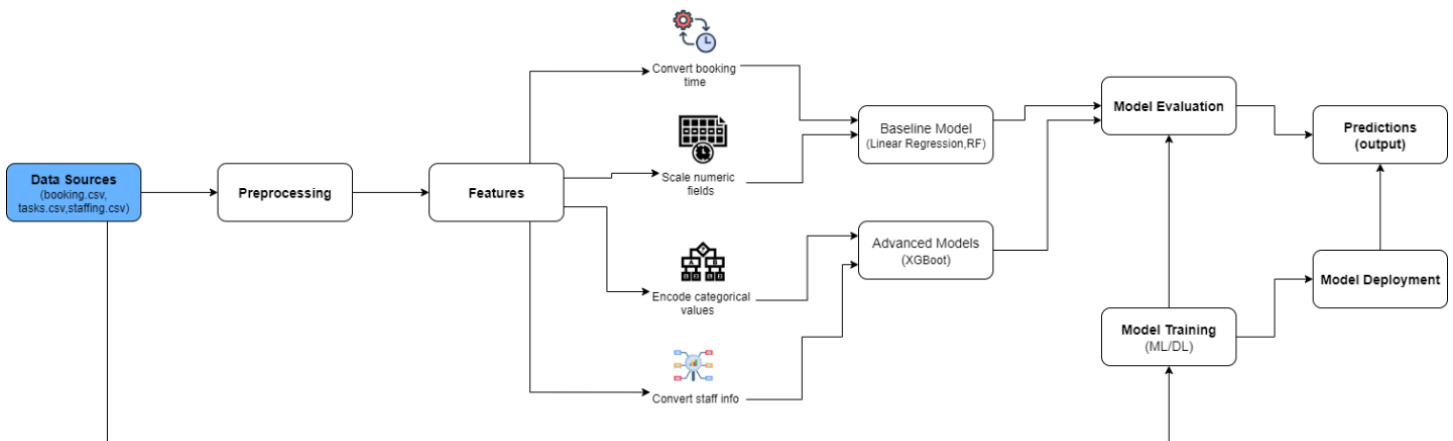 Data Sources
(booking.csv,
tasks.csv,staffing.csv)
Preprocessing
Features
Convert booking
time
Scale numeric
fields
Encode categorical
values
Convert staff info
Baseline Model
(Linear Regression,RF)
Advanced Models
(XGBoot)
Model Evaluation
Model Training
(ML/DL)
Predictions
(output)
Model Deployment